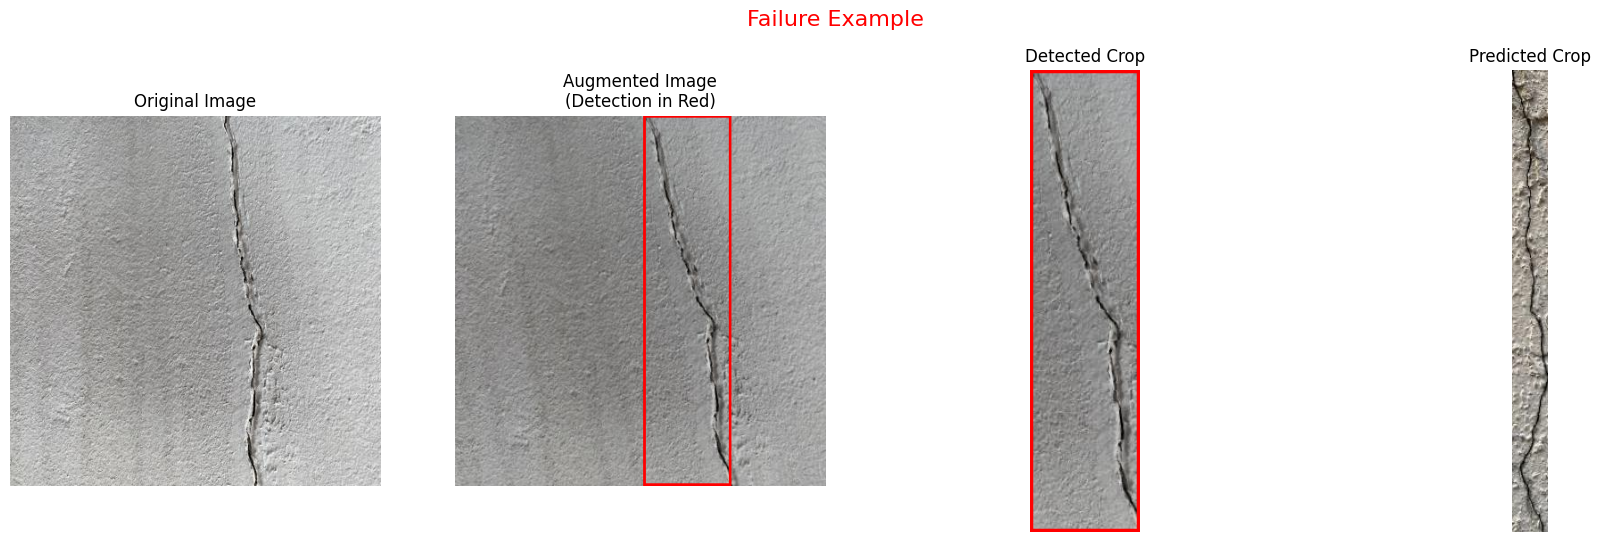 Failure Example
Original Image
Augmented Image
(Detection in Red)
Detected Crop
Predicted Crop